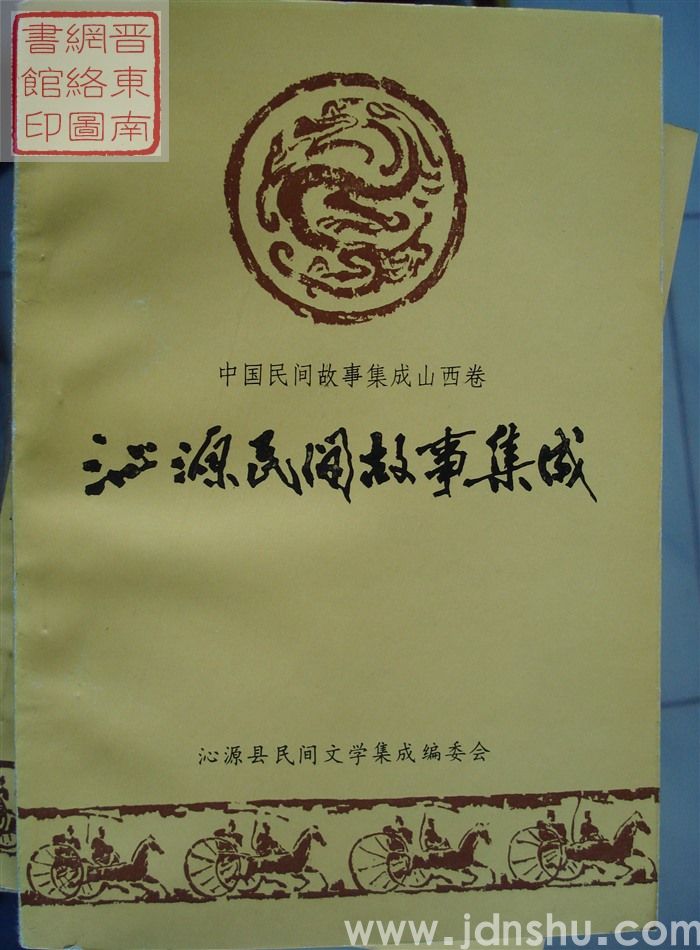 晋東南
網絡圖
書館印
中国民间故事集成山西卷
沁源民间故事集成
沁源县民间文学集成编委会
www.jdnshu.com